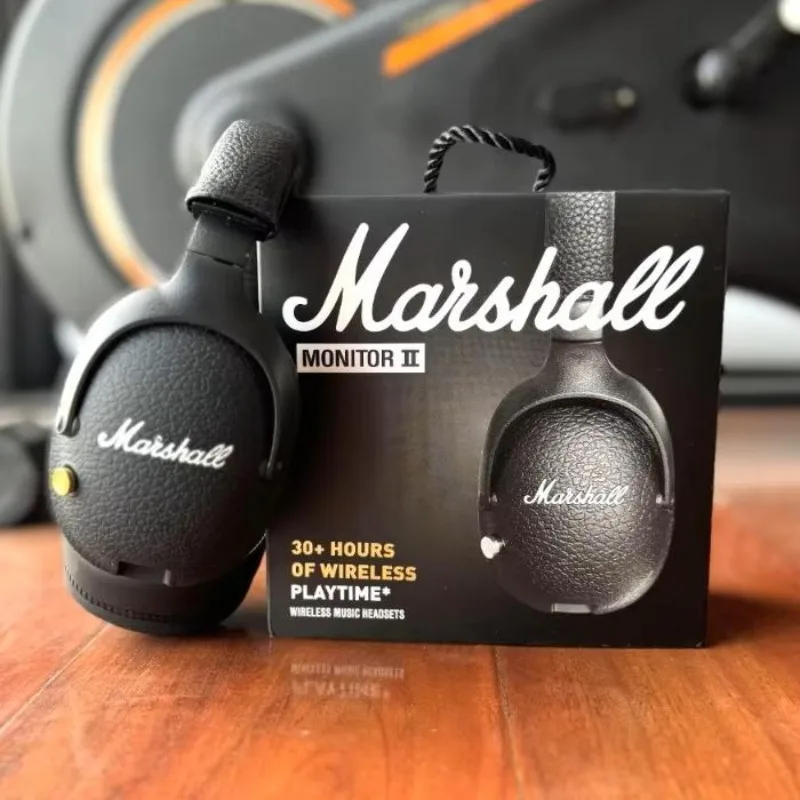 Marshall
MONITOR II
Marshall
Marshall
30+ HOURS
OF WIRELESS
PLAYTIME*
WIRELESS MUSIC HEADSETS